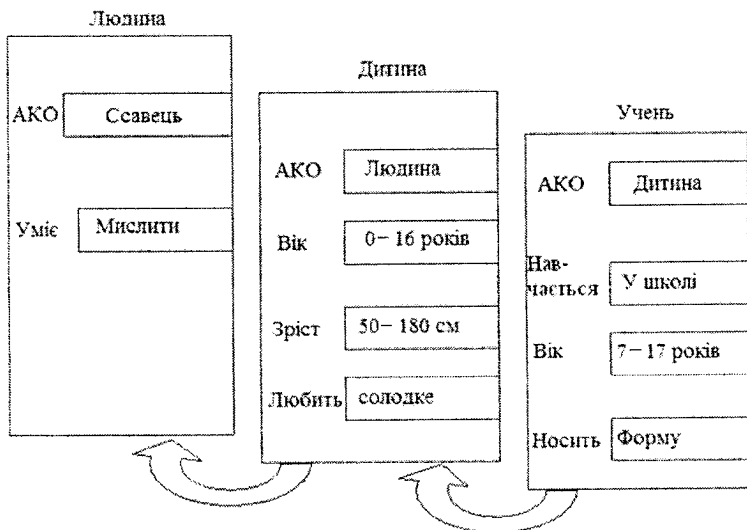 Людина
АКО Ссавець
Уміє Мислити
Дитина
АКО Людина
Вік 0– 16 років
Зріст 50– 180 см
Любить солодке
Учень
АКО Дитина
Нав-
чається У школі
Вік 7– 17 років
Носить Форму